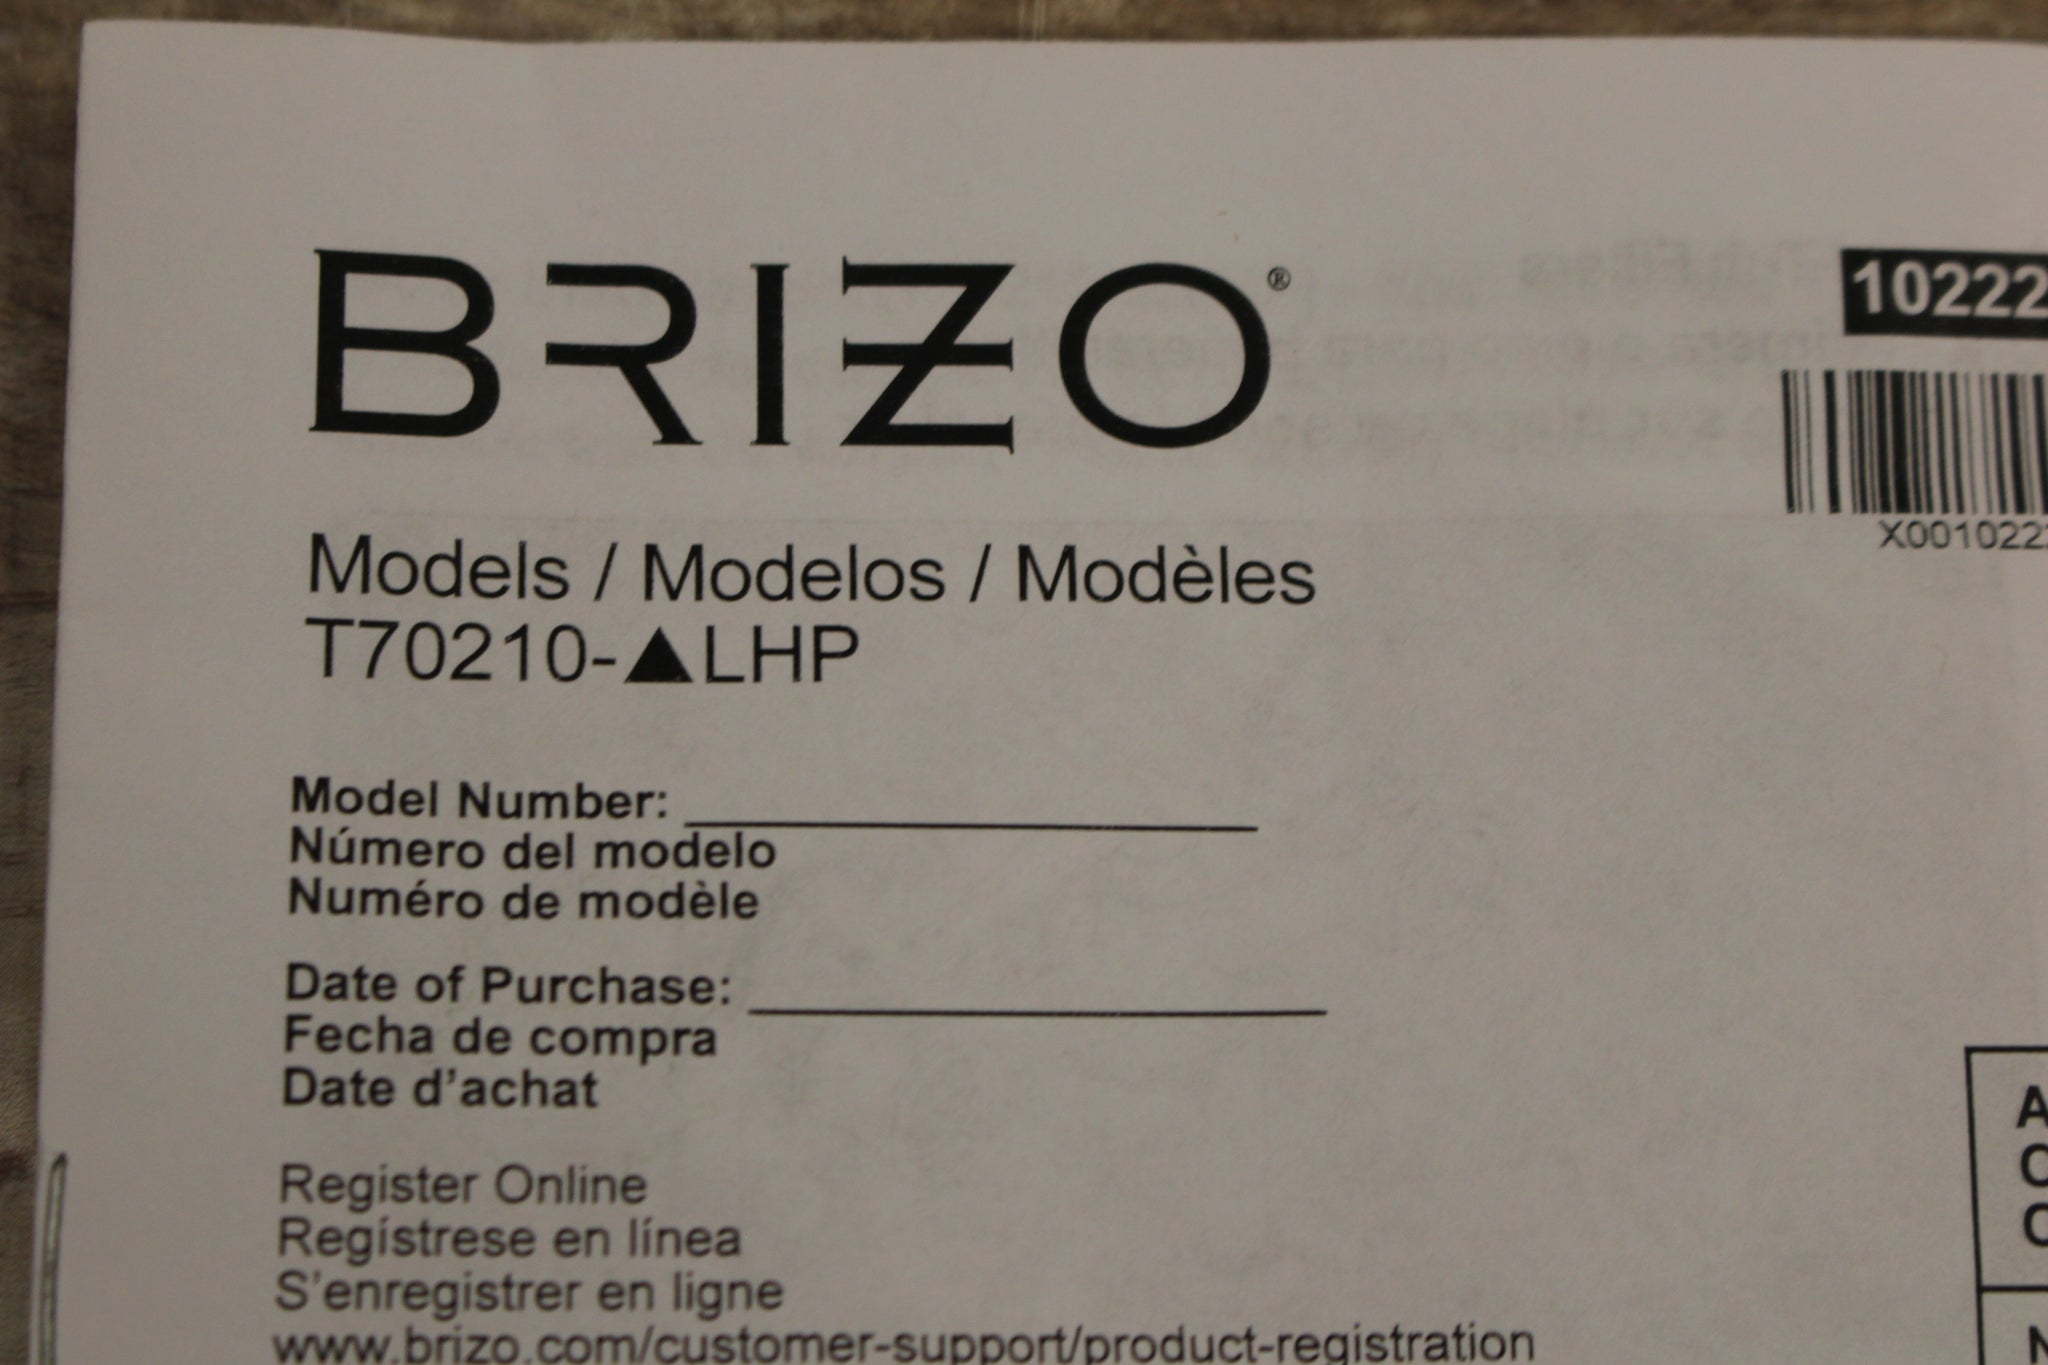 BRIZO®
10222
X001022
Models / Modelos / Modèles
T70210-▲LHP
Model Number:
Número del modelo
Numéro de modèle
Date of Purchase:
Fecha de compra
Date d'achat
Register Online
Regístrese en línea
S'enregistrer en ligne
www.brizo.com/customer-support/product-registration
A